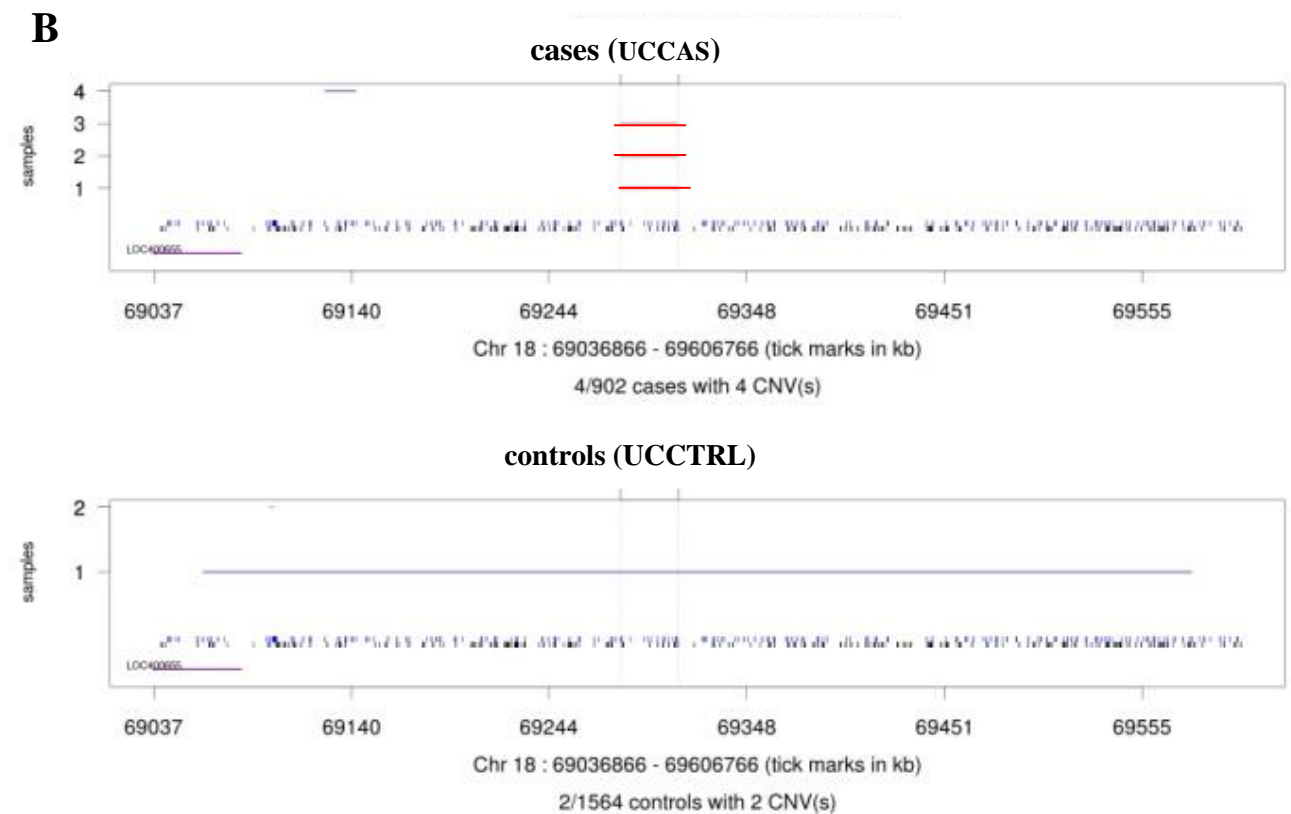 B
cases (UCCAS)
4
3
2
1
samples
LOC400655
69037 69140 69244 69348 69451 69555
Chr 18 : 69036866 - 69606766 (tick marks in kb)
4/902 cases with 4 CNV(s)
controls (UCCTRL)
2
1
samples
LOC400655
69037 69140 69244 69348 69451 69555
Chr 18 : 69036866 - 69606766 (tick marks in kb)
2/1564 controls with 2 CNV(s)